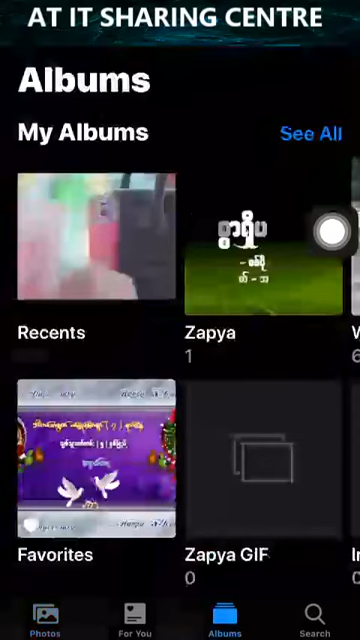 AT IT SHARING CENTRE
Albums
My Albums
See All
Recents
Zapya
1
W
6
Favorites
Zapya GIF
0
Photos
For You
Albums
Search